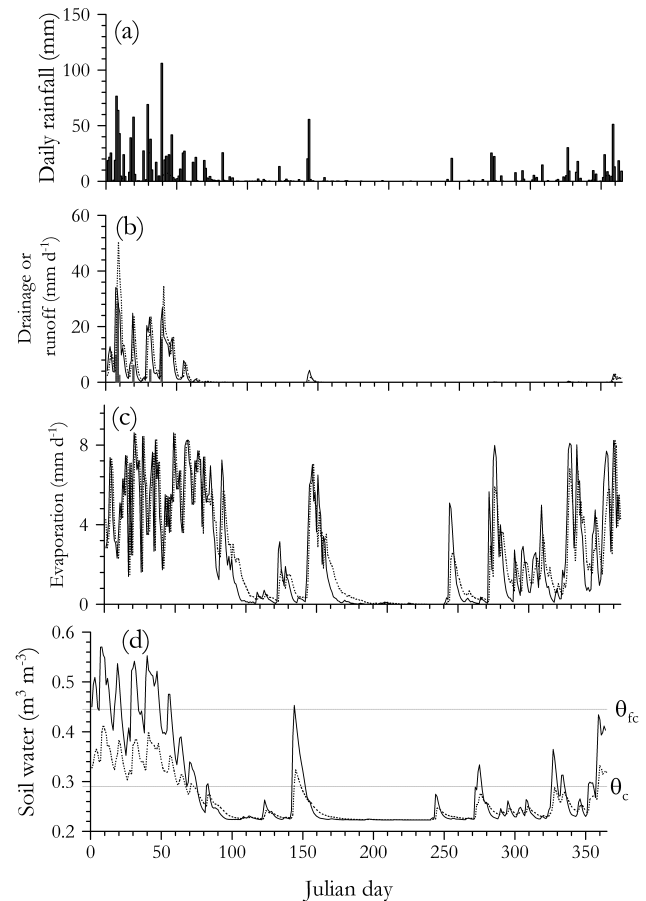 (a)
150
100
50
0
Daily rainfall (mm)
(b)
60
40
20
0
Drainage or
runoff (mm d-1)
(c)
8
4
0
Evaporation (mm d-1)
(d)
0.6
0.5
0.4
0.3
0.2
Soil water (m3 m-3)
θfc
θc
0 50 100 150 200 250 300 350
Julian day